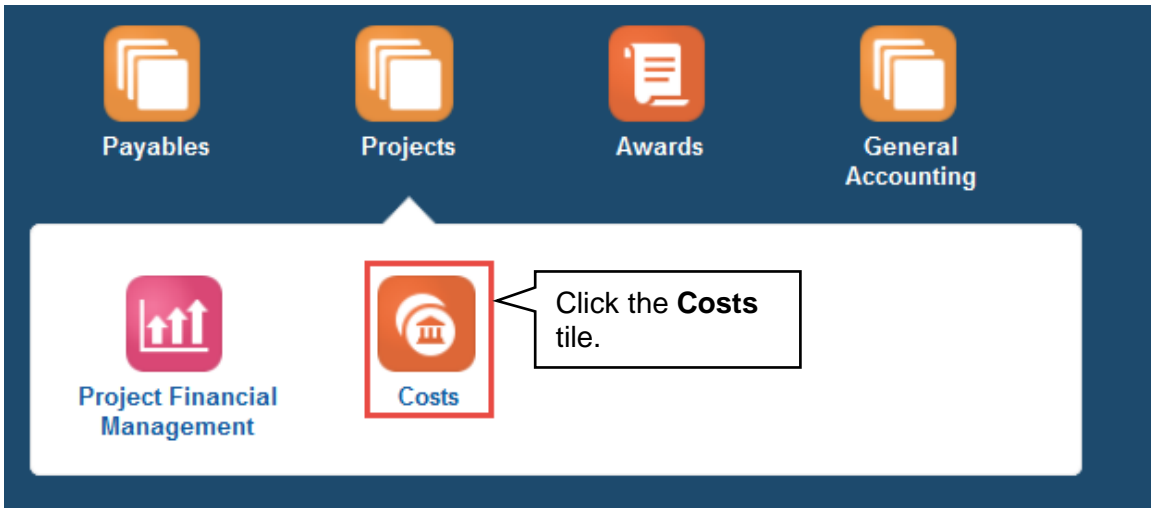 Payables
Projects
Awards
General
Accounting
Click the Costs
tile.
Project Financial
Management
Costs